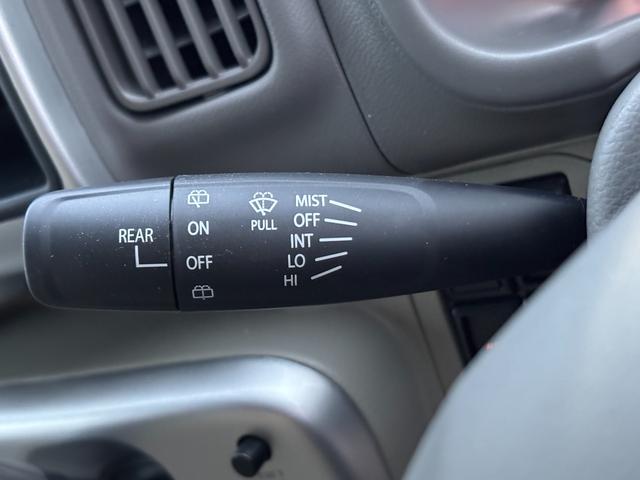 REAR
ON
OFF
PULL
MIST
OFF
INT
LO
HI